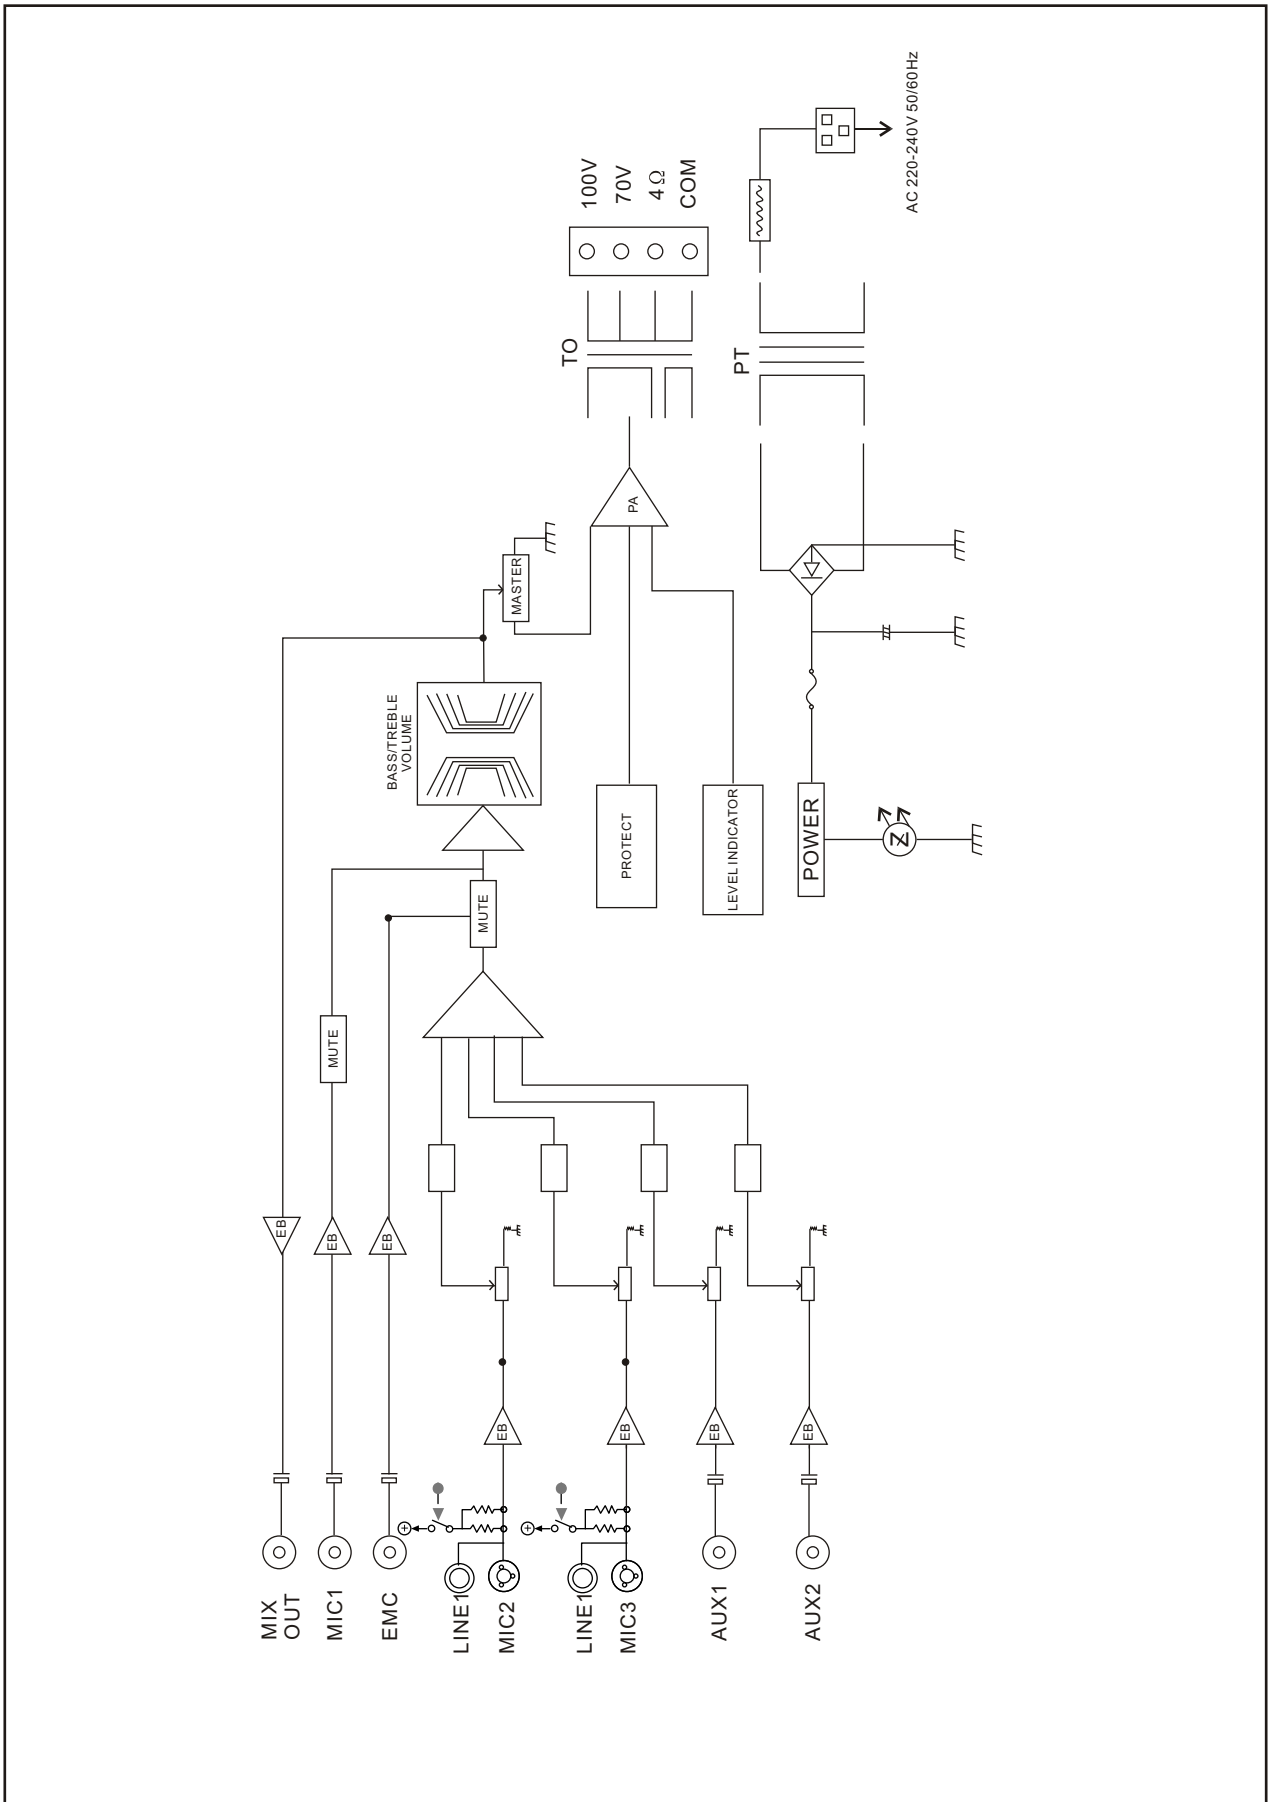 MIX
OUT
MIC1
EMC
LINE1
MIC2
LINE1
MIC3
AUX1
AUX2
EB
EB
EB
EB
EB
EB
EB
MUTE
MUTE
BASS/TREBLE
VOLUME
MASTER
PROTECT
LEVEL INDICATOR
POWER
PA
TO
PT
100V
70V
4Ω
COM
AC 220-240V 50/60Hz